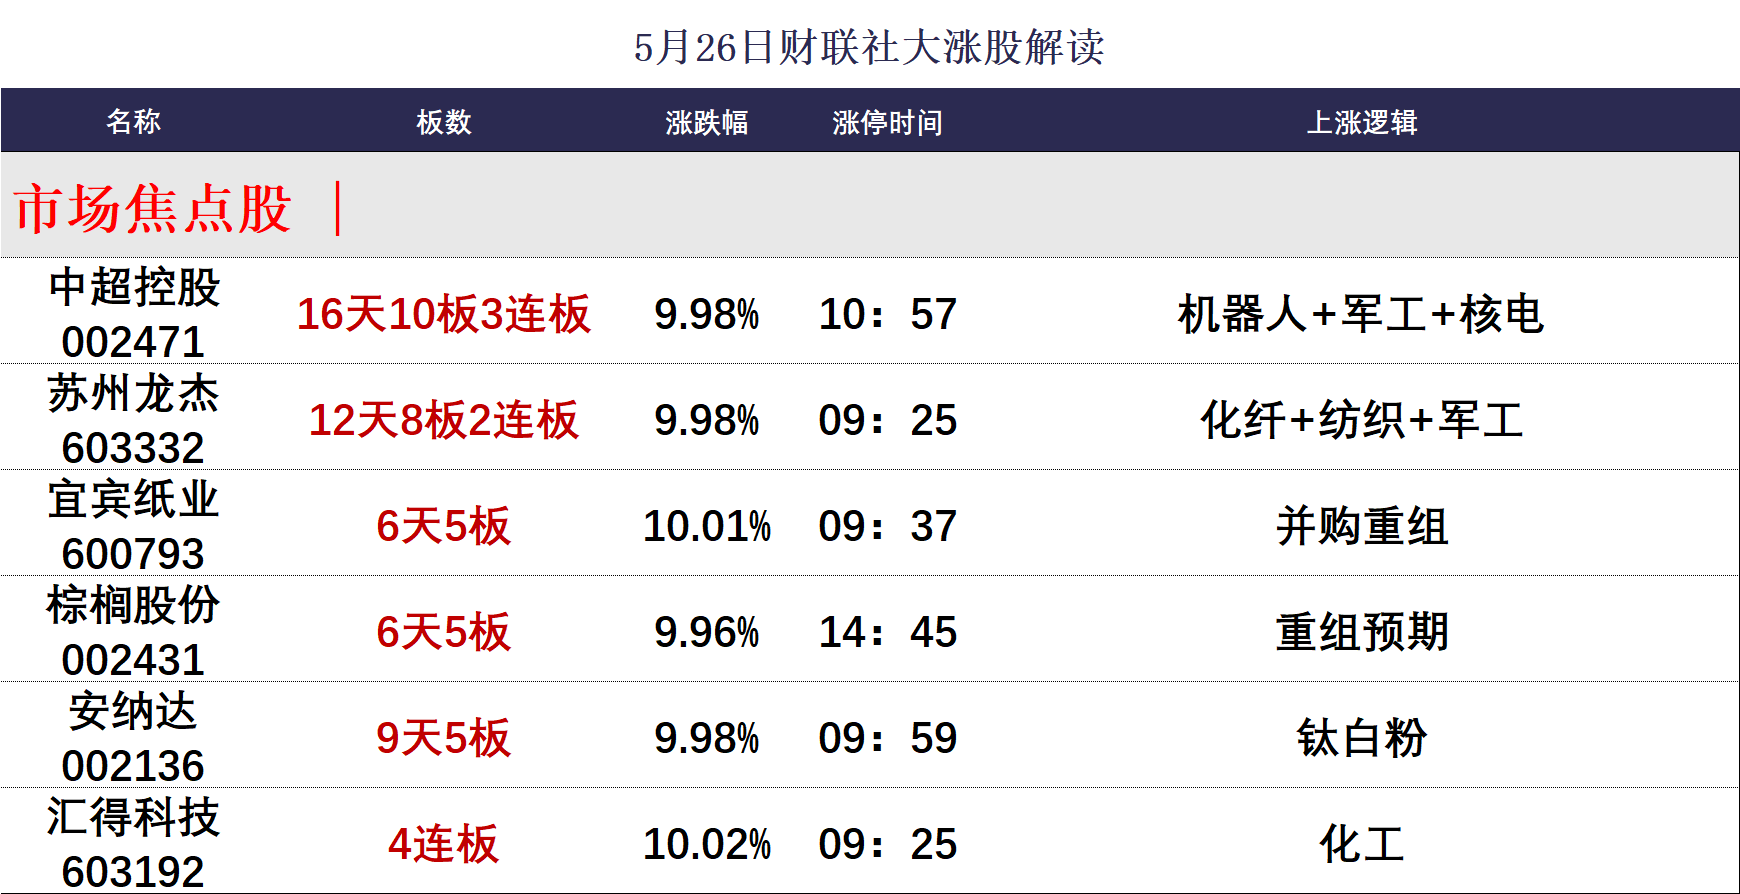 5月26日财联社大涨股解读
名称 板数 涨跌幅 涨停时间 上涨逻辑
市场焦点股 ｜
中超控股
002471 16天10板3连板 9.98% 10：57 机器人+军工+核电
苏州龙杰
603332 12天8板2连板 9.98% 09：25 化纤+纺织+军工
宜宾纸业
600793 6天5板 10.01% 09：37 并购重组
棕榈股份
002431 6天5板 9.96% 14：45 重组预期
安纳达
002136 9天5板 9.98% 09：59 钛白粉
汇得科技
603192 4连板 10.02% 09：25 化工